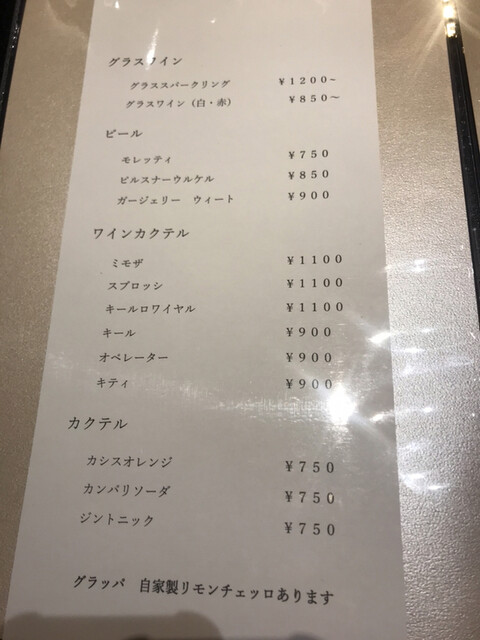 グラスワイン
グラススパークリング ￥1200~
グラスワイン（白・赤） ￥850~
ビール
モレッティ ￥750
ピルスナーウルケル ￥850
ガージェリー ウィート ￥900
ワインカクテル
ミモザ ￥1100
スプロッシ ￥1100
キールロワイヤル ￥1100
キール ￥900
オペレーター ￥900
キティ ￥900
カクテル
カシスオレンジ ￥750
カンパリソーダ ￥750
ジントニック ￥750
グラッパ 自家製リモンチェッロあります